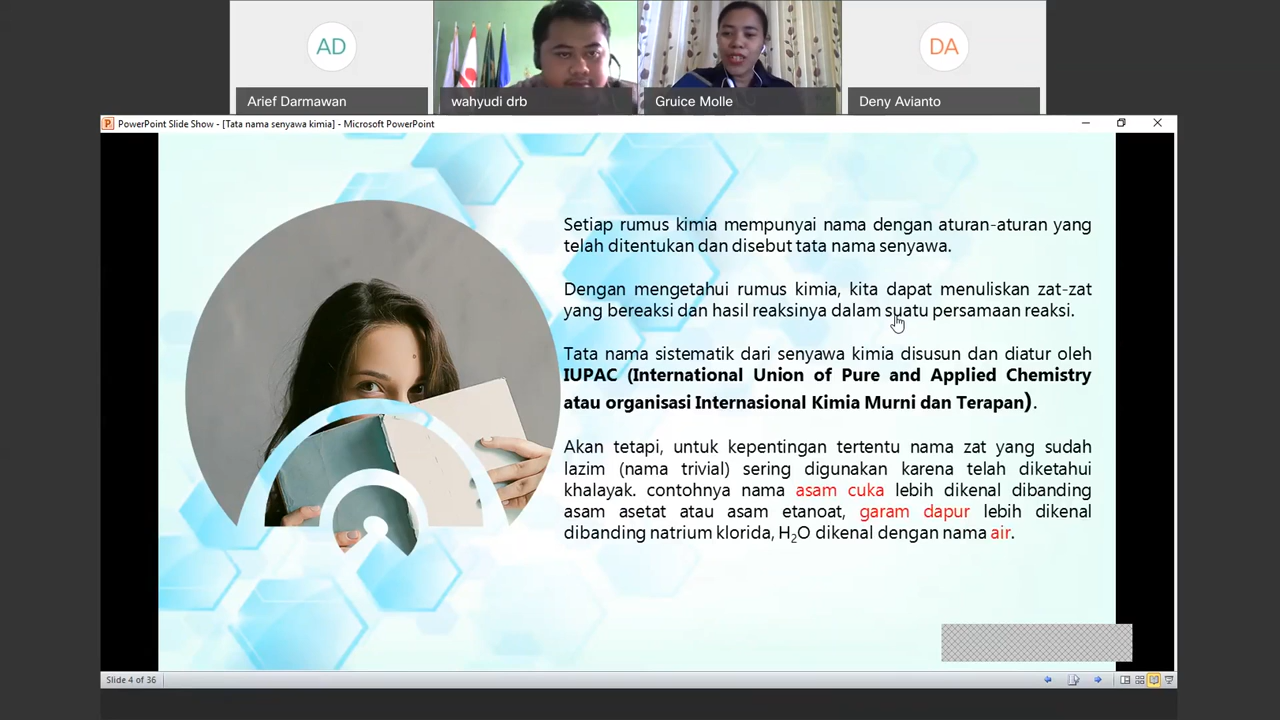 AD
DA
Arief Darmawan
wahyudi drb
Gruice Molle
Deny Avianto
PowerPoint Slide Show - [Tata nama senyawa kimia] - Microsoft PowerPoint
Setiap rumus kimia mempunyai nama dengan aturan-aturan yang
telah ditentukan dan disebut tata nama senyawa.
Dengan mengetahui rumus kimia, kita dapat menuliskan zat-zat
yang bereaksi dan hasil reaksinya dalam suatu persamaan reaksi.
Tata nama sistematik dari senyawa kimia disusun dan diatur oleh
IUPAC (International Union of Pure and Applied Chemistry
atau organisasi Internasional Kimia Murni dan Terapan).
Akan tetapi, untuk kepentingan tertentu nama zat yang sudah
lazim (nama trivial) sering digunakan karena telah diketahui
khalayak. contohnya nama asam cuka lebih dikenal dibanding
asam asetat atau asam etanoat, garam dapur lebih dikenal
dibanding natrium klorida, H₂O dikenal dengan nama air.
Slide 4 of 36